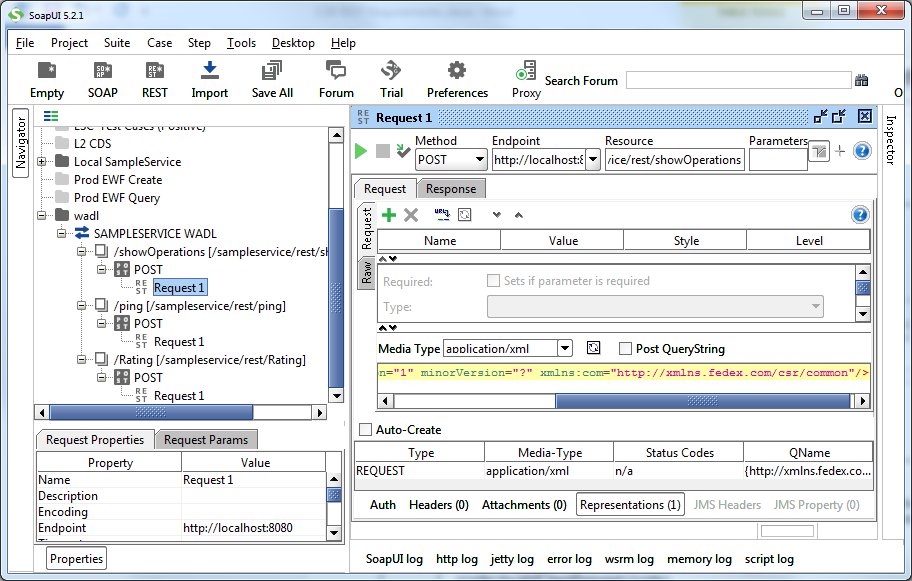 SoapUI 5.2.1
File Project Suite Case Step Tools Desktop Help
Empty SOAP REST Import Save All Forum Trial Preferences Proxy Search Forum
Navigator
ESC Test Cases (Positive)
L2 CDS
Local SampleService
Prod EWF Create
Prod EWF Query
wadl
SAMPLESERVICE WADL
/showOperations [/sampleservice/rest/sh
POST
Request 1
/ping [/sampleservice/rest/ping]
POST
Request 1
/Rating [/sampleservice/rest/Rating]
POST
Request 1
Request Properties Request Params
Property Value
Name Request 1
Description
Encoding
Endpoint http://localhost:8080
Properties
Request 1
Method Endpoint Resource Parameters
POST http://localhost:8 /ice/rest/showOperations
Request Response
Request
Raw
Name Value Style Level
Required: Sets if parameter is required
Type:
Media Type application/xml Post QueryString
on="1" minorVersion="?" xmlns:com="http://xmlns.fedex.com/csr/common"/>
Auto-Create
Type Media-Type Status Codes QName
REQUEST application/xml n/a {http://xmlns.fedex.co...
Auth Headers (0) Attachments (0) Representations (1) JMS Headers JMS Property (0)
Inspector
SoapUI log http log jetty log error log wsrm log memory log script log